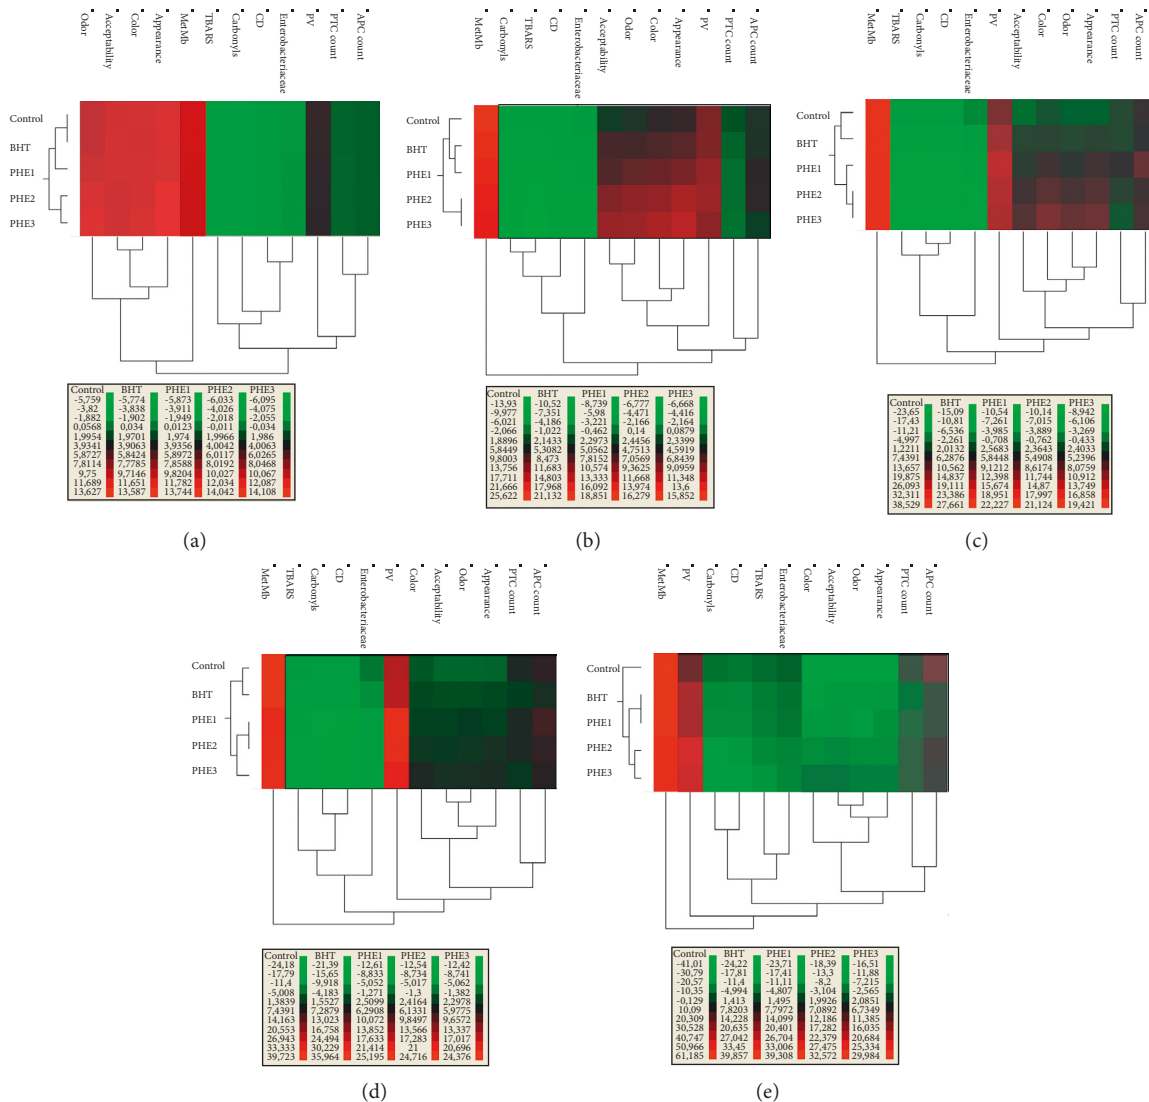 Odor
Acceptability
Color
Appearance
MetMb
TBARS
Carbonyls
CD
Enterobacteriaceae
PV
PTC count
APC count
Control
BHT
PHE1
PHE2
PHE3
Control BHT PHE1 PHE2 PHE3
-5,759 -5,774 -5,873 -6,033 -6,095
-3,82 -3,838 -3,911 -4,026 -4,075
-1,882 -1,902 -1,949 -2,018 -2,055
0,0568 0,034 0,0123 -0,011 -0,034
1,9954 1,9701 1,974 1,9966 1,986
3,9341 3,9063 3,9356 4,0042 4,0063
5,8727 5,8424 5,8972 6,0117 6,0265
7,8114 7,7785 7,8588 8,0192 8,0468
9,75 9,7146 9,8204 10,027 10,067
11,689 11,651 11,782 12,034 12,087
13,627 13,587 13,744 14,042 14,108
(a)
MetMb
Carbonyls
TBARS
CD
Enterobacteriaceae
Acceptability
Odor
Color
Appearance
PV
PTC count
APC count
Control
BHT
PHE1
PHE2
PHE3
Control BHT PHE1 PHE2 PHE3
-13,93 -10,52 -8,739 -6,777 -6,668
-9,977 -7,351 -5,98 -4,471 -4,416
-6,021 -4,186 -3,221 -2,166 -2,164
-2,066 -1,022 -0,462 0,14 0,0879
1,8896 2,1433 2,2973 2,4456 2,3399
5,8449 5,3082 5,0562 4,7513 4,5919
9,8003 8,473 7,8152 7,0569 6,8439
13,756 11,683 10,574 9,3625 9,0959
17,711 14,803 13,333 11,668 11,348
21,666 17,968 16,092 13,974 13,6
25,622 21,132 18,851 16,279 15,852
(b)
MetMb
TBARS
Carbonyls
CD
Enterobacteriaceae
PV
Acceptability
Color
Odor
Appearance
PTC count
APC count
Control
BHT
PHE1
PHE2
PHE3
Control BHT PHE1 PHE2 PHE3
-23,65 -15,09 -10,54 -10,14 -8,942
-17,43 -10,81 -7,261 -7,015 -6,106
-11,21 -6,536 -3,985 -3,889 -3,269
-4,997 -2,261 -0,708 -0,762 -0,433
1,2211 2,0132 2,5683 2,3643 2,4033
7,4391 6,2876 5,8448 5,4908 5,2396
13,657 10,562 9,1212 8,6174 8,0759
19,875 14,837 12,398 11,744 10,912
26,093 19,111 15,674 14,87 13,749
32,311 23,386 18,951 17,997 16,858
38,529 27,661 22,227 21,124 19,421
(c)
MetMb
TBARS
Carbonyls
CD
Enterobacteriaceae
PV
Color
Acceptability
Odor
Appearance
PTC count
APC count
Control
BHT
PHE1
PHE2
PHE3
Control BHT PHE1 PHE2 PHE3
-24,18 -21,39 -12,61 -12,54 -12,42
-17,79 -15,65 -8,833 -8,734 -8,741
-11,4 -9,918 -5,052 -5,017 -5,062
-5,008 -4,183 -1,271 -1,3 -1,382
1,3839 1,5527 2,5099 2,4164 2,2978
7,4391 7,2879 6,2908 6,1331 5,9775
14,163 13,023 10,072 9,8497 9,6572
20,553 16,758 13,852 13,566 13,337
26,943 24,494 17,633 17,283 17,017
33,333 30,229 21,414 21 20,696
39,723 35,964 25,195 24,716 24,376
(d)
MetMb
PV
Carbonyls
CD
TBARS
Enterobacteriaceae
Color
Acceptability
Odor
Appearance
PTC count
APC count
Control
BHT
PHE1
PHE2
PHE3
Control BHT PHE1 PHE2 PHE3
-41,01 -24,22 -23,71 -18,39 -16,51
-30,79 -17,81 -17,41 -13,3 -11,88
-20,57 -11,4 -11,11 -8,2 -7,215
-10,35 -4,994 -4,807 -3,104 -2,565
-0,129 1,413 1,495 1,9926 2,0851
10,09 7,8203 7,7972 7,0892 6,7349
20,309 14,228 14,099 12,186 11,385
30,528 20,635 20,401 17,282 16,035
40,747 27,042 26,704 22,379 20,684
50,966 33,45 33,006 27,475 25,334
61,185 39,857 39,308 32,572 29,984
(e)